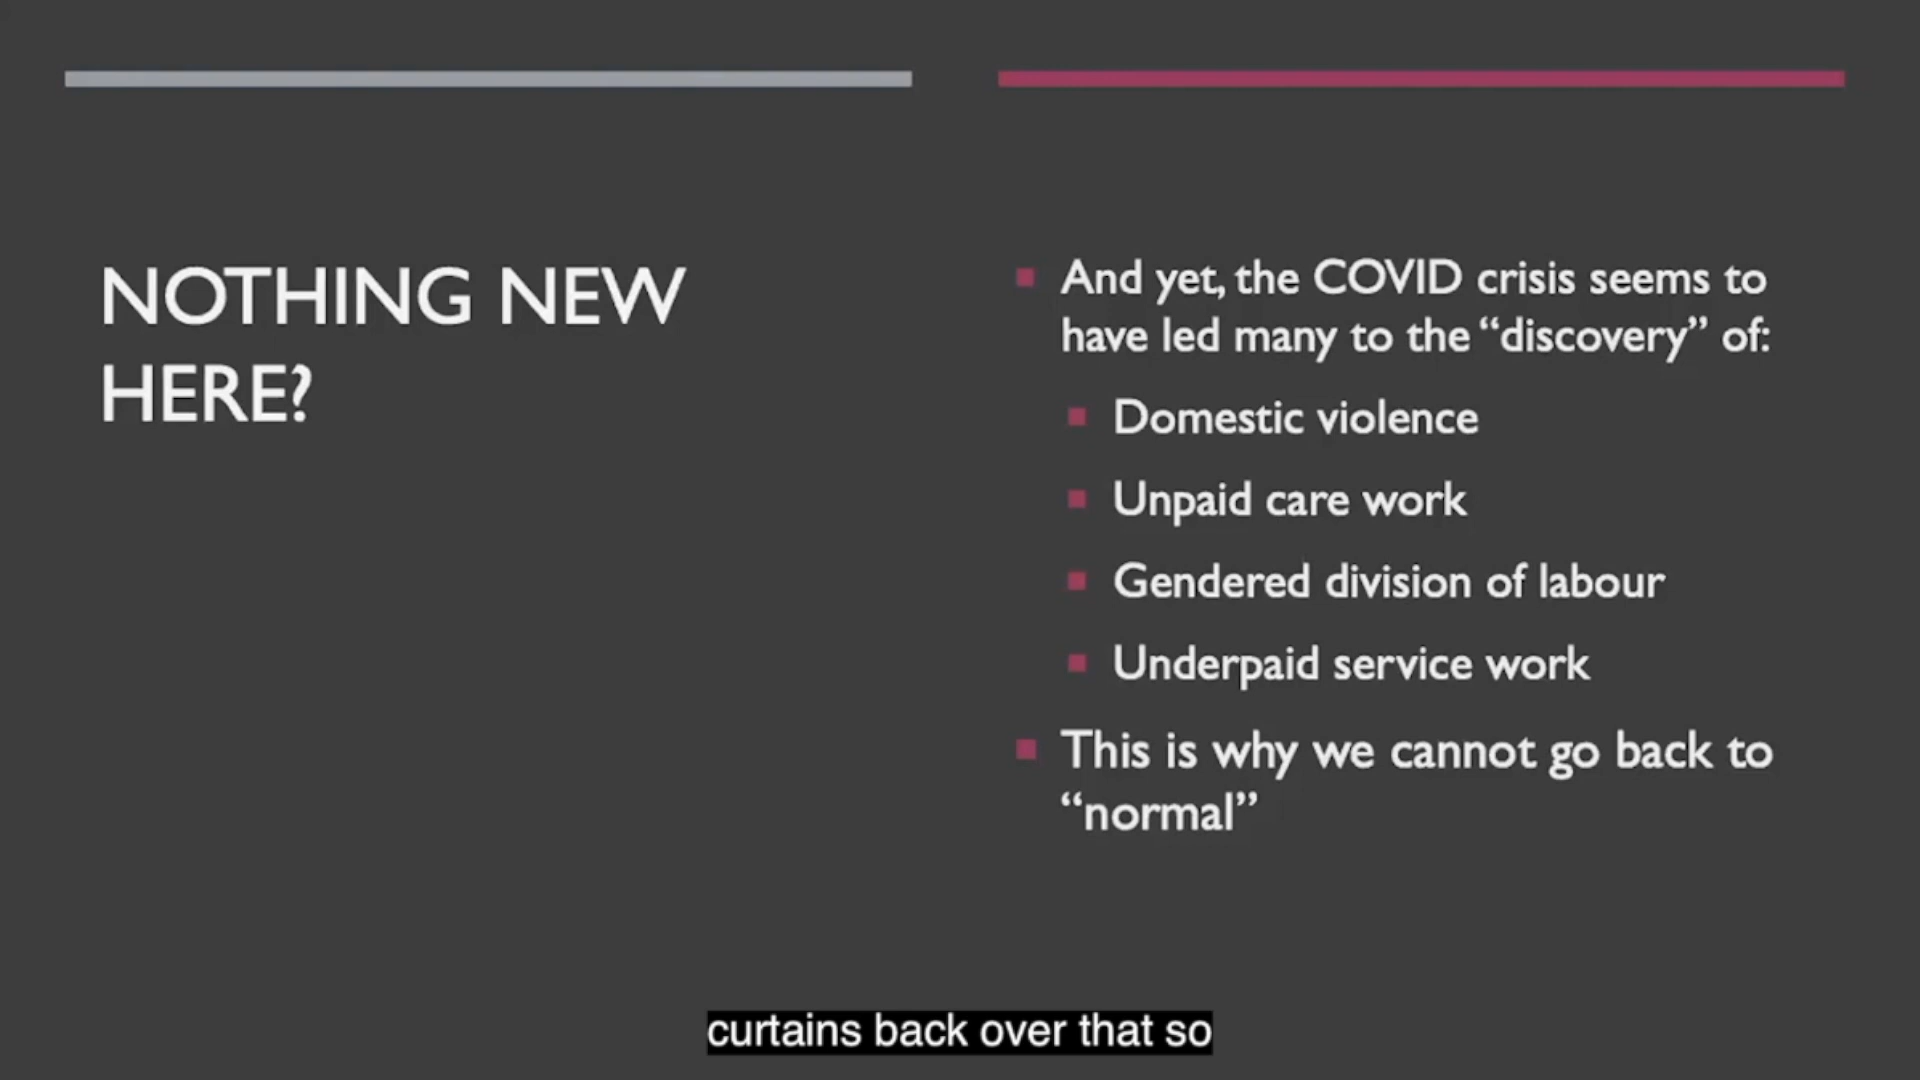 NOTHING NEW
HERE?
And yet, the COVID crisis seems to
have led many to the “discovery” of:
Domestic violence
Unpaid care work
Gendered division of labour
Underpaid service work
This is why we cannot go back to
“normal”
curtains back over that so